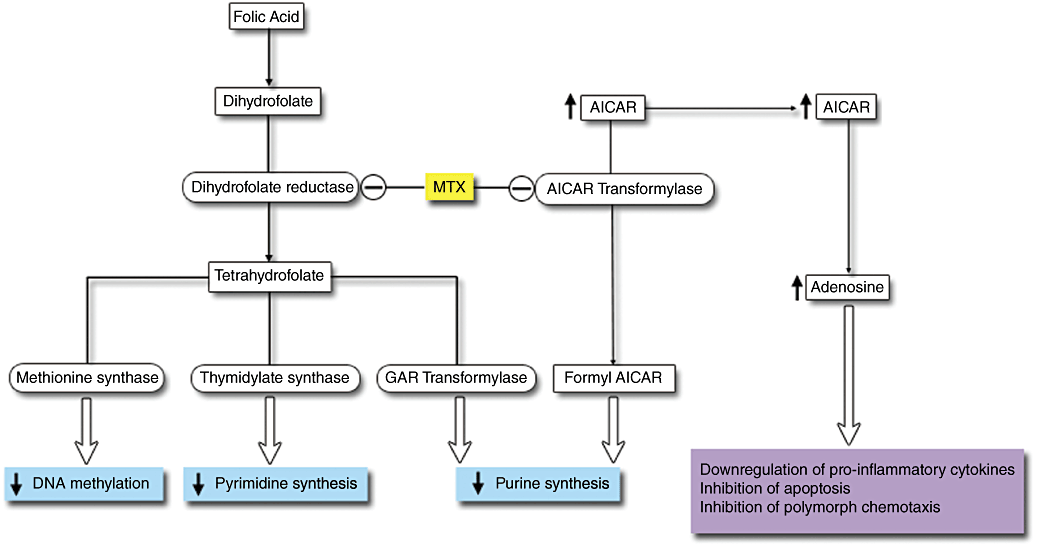 Folic Acid
Dihydrofolate
AICAR
AICAR
Dihydrofolate reductase
MTX
AICAR Transformylase
Tetrahydrofolate
Adenosine
Methionine synthase
Thymidylate synthase
GAR Transformylase
Formyl AICAR
DNA methylation
Pyrimidine synthesis
Purine synthesis
Downregulation of pro-inflammatory cytokines
Inhibition of apoptosis
Inhibition of polymorph chemotaxis